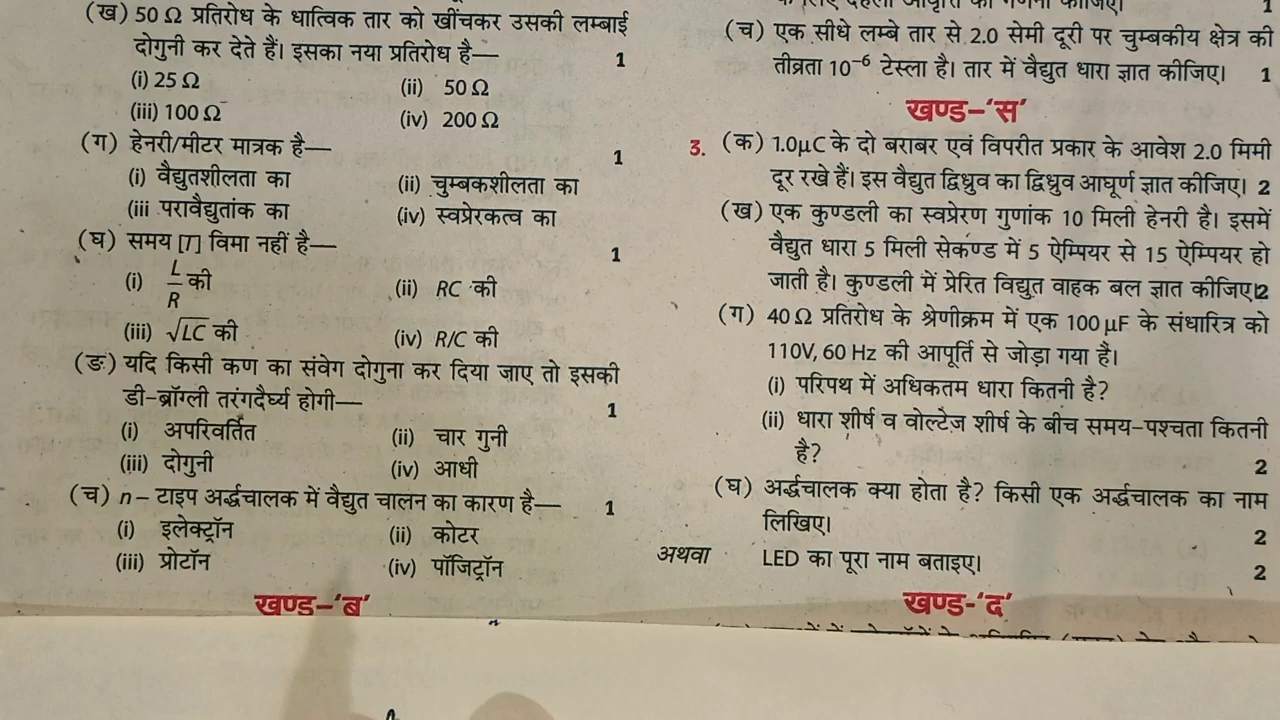 (ख) 50 Ω प्रतिरोध के धात्विक तार को खींचकर उसकी लम्बाई
दोगुनी कर देते हैं। इसका नया प्रतिरोध है— 1
(i) 25 Ω (ii) 50 Ω
(iii) 100 Ω (iv) 200 Ω
(ग) हेनरी/मीटर मात्रक है— 1
(i) वैद्युतशीलता का (ii) चुम्बकशीलता का
(iii परावैद्युतांक का (iv) स्वप्रेरकत्व का
(घ) समय [T] विमा नहीं है— 1
(i) L/R की (ii) RC की
(iii) √LC की (iv) R/C की
(ङ) यदि किसी कण का संवेग दोगुना कर दिया जाए तो इसकी
डी-ब्रॉग्ली तरंगदैर्घ्य होगी— 1
(i) अपरिवर्तित (ii) चार गुनी
(iii) दोगुनी (iv) आधी
(च) n – टाइप अर्द्धचालक में वैद्युत चालन का कारण है— 1
(i) इलेक्ट्रॉन (ii) कोटर
(iii) प्रोटॉन (iv) पॉजिट्रॉन
खण्ड-‘ब’
1
(च) एक सीधे लम्बे तार से 2.0 सेमी दूरी पर चुम्बकीय क्षेत्र की
तीव्रता 10⁻⁶ टेस्ला है। तार में वैद्युत धारा ज्ञात कीजिए। 1
खण्ड-‘स’
3. (क) 1.0μC के दो बराबर एवं विपरीत प्रकार के आवेश 2.0 मिमी
दूर रखे हैं। इस वैद्युत द्विध्रुव का द्विध्रुव आघूर्ण ज्ञात कीजिए। 2
(ख) एक कुण्डली का स्वप्रेरण गुणांक 10 मिली हेनरी है। इसमें
वैद्युत धारा 5 मिली सेकण्ड में 5 ऐम्पियर से 15 ऐम्पियर हो
जाती है। कुण्डली में प्रेरित विद्युत वाहक बल ज्ञात कीजिए।2
(ग) 40 Ω प्रतिरोध के श्रेणीक्रम में एक 100 μF के संधारित्र को
110V, 60 Hz की आपूर्ति से जोड़ा गया है।
(i) परिपथ में अधिकतम धारा कितनी है?
(ii) धारा शीर्ष व वोल्टेज शीर्ष के बीच समय-पश्चता कितनी
है? 2
(घ) अर्द्धचालक क्या होता है? किसी एक अर्द्धचालक का नाम
लिखिए। 2
अथवा LED का पूरा नाम बताइए। 2
खण्ड-‘द’